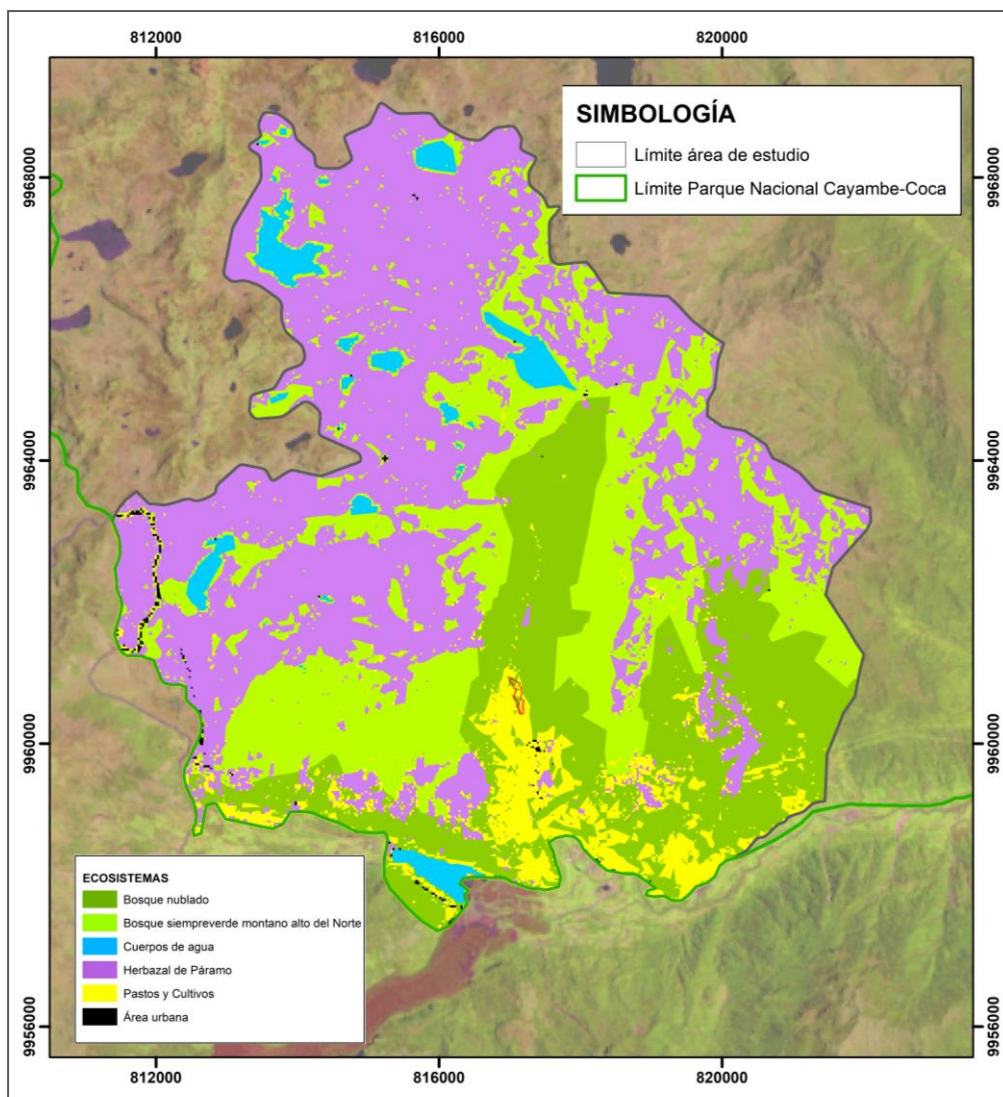 812000
816000
820000
SIMBOLOGÍA
Límite área de estudio
Límite Parque Nacional Cayambe-Coca
9968000
9968000
9964000
9964000
9960000
9960000
ECOSISTEMAS
Bosque nublado
Bosque siempreverde montano alto del Norte
Cuerpos de agua
Herbazal de Páramo
Pastos y Cultivos
Área urbana
9956000
9956000
812000
816000
820000